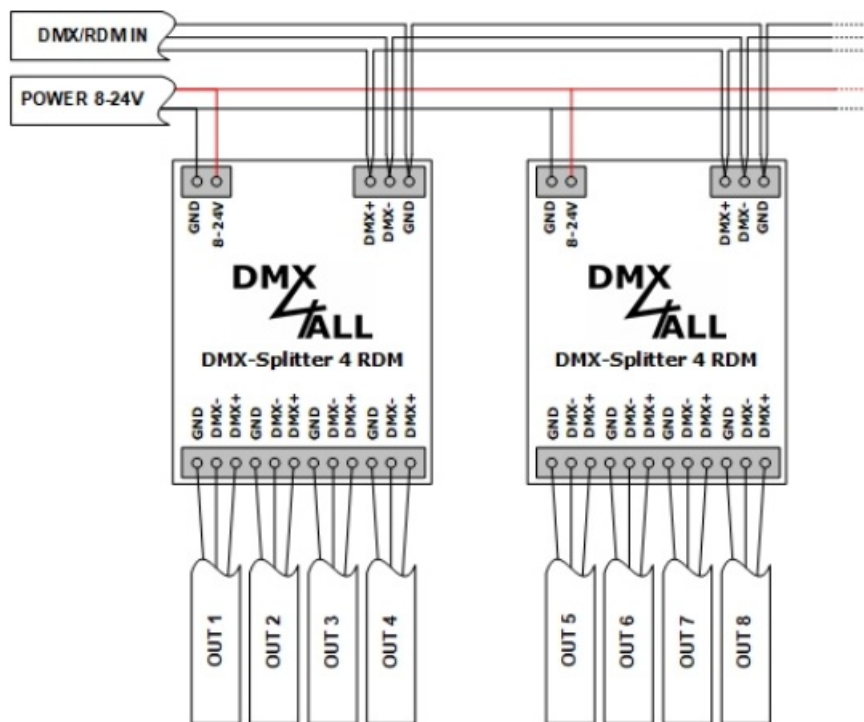 DMX/RDM IN
POWER 8-24V
GND 8-24V DMX+ DMX- GND
GND 8-24V DMX+ DMX- GND
DMX
4
ALL
DMX-Splitter 4 RDM
DMX
4
ALL
DMX-Splitter 4 RDM
GND DMX- DMX+ GND DMX- DMX+ GND DMX- DMX+ GND DMX- DMX+
GND DMX- DMX+ GND DMX- DMX+ GND DMX- DMX+ GND DMX- DMX+
OUT 1
OUT 2
OUT 3
OUT 4
OUT 5
OUT 6
OUT 7
OUT 8